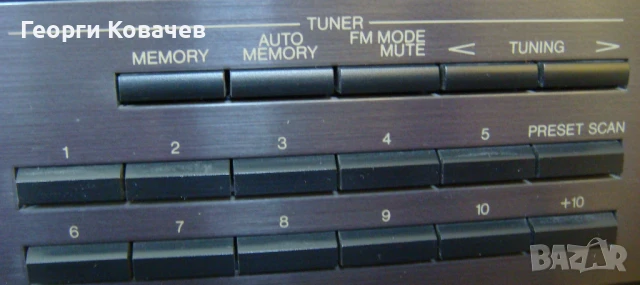 Георги Ковачев
TUNER
MEMORY AUTO MEMORY FM MODE MUTE < TUNING >
1 2 3 4 5 PRESET SCAN
6 7 8 9 10 +10
BAZAR